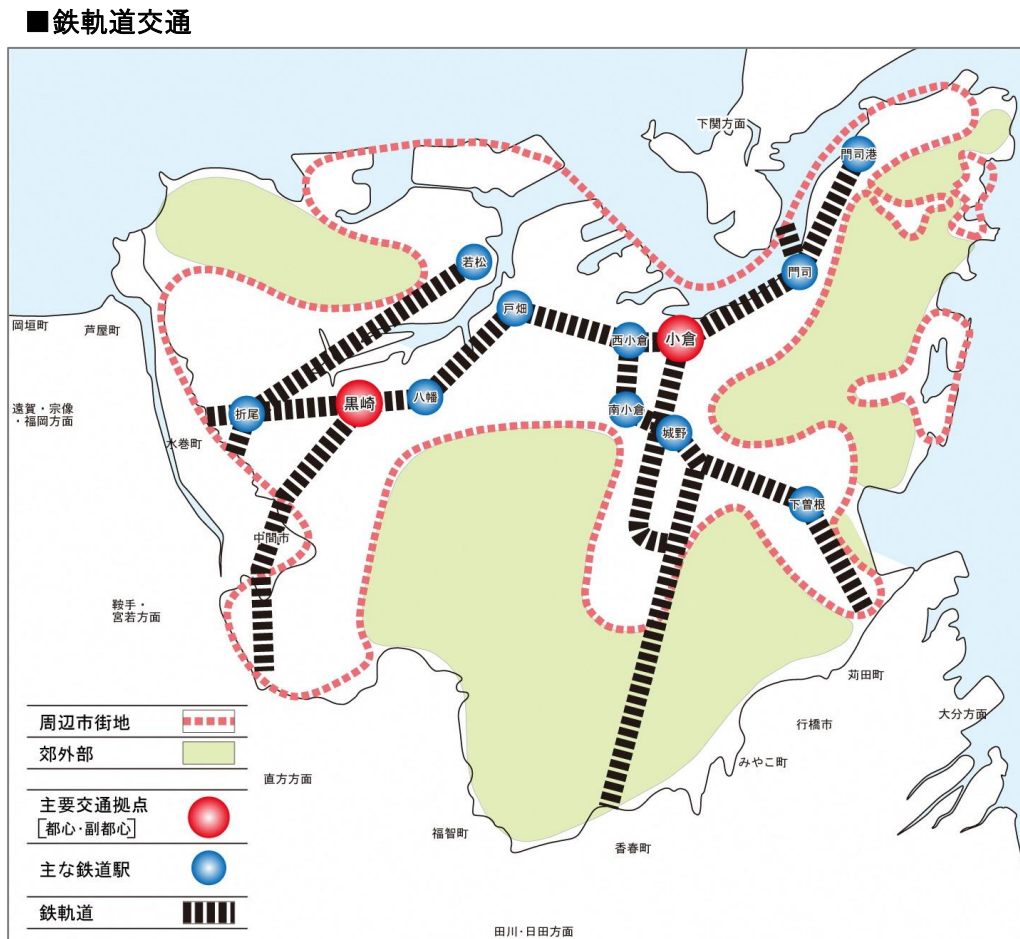 ■鉄軌道交通
下関方面
門司港
若松
門司
戸畑
岡垣町
芦屋町
西小倉
小倉
八幡
黒崎
遠賀・宗像
・福岡方面
折尾
南小倉
水巻町
城野
下曽根
中間市
鞍手・
宮若方面
苅田町
大分方面
行橋市
みやこ町
直方方面
福智町
香春町
田川・日田方面
周辺市街地
郊外部
主要交通拠点
[都心・副都心]
主な鉄道駅
鉄軌道